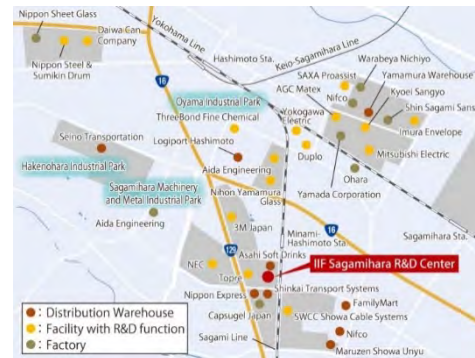 Nippon Sheet Glass
Daiwa Can
Company
Nippon Steel &
Sumikin Drum
Yokohama Line
Hashimoto Sta.
Keio-Sagamihara Line
16
SAXA Proassist
Warabeya Nichiyo
AGC Matex
Nifco
Yamamura Warehouse
Kyoei Sangyo
Shin Sagami Sans
Yokogawa
Electric
Imura Envelope
Duplo
Mitsubishi Electric
Yamada Corporation
Ohara
Oyama Industrial Park
ThreeBond Fine Chemical
Logiport Hashimoto
Seino Transportation
Hakenohara Industrial Park
Aida Engineering
Sagamihara Machinery
and Metal Industrial Park
Nihon Yamamura
Glass
Aida Engineering
Minami-
Hashimoto Sta.
16
Sagamihara Sta.
3M Japan
129
Asahi Soft Drinks
IIF Sagamihara R&D Center
NEC
Topre
Shinkai Transport Systems
Nippon Express
Capsugel Japan
FamilyMart
SWCC Showa Cable Systems
Nifco
Maruzen Showa Unyu
Sagami Line
: Distribution Warehouse
: Facility with R&D function
: Factory